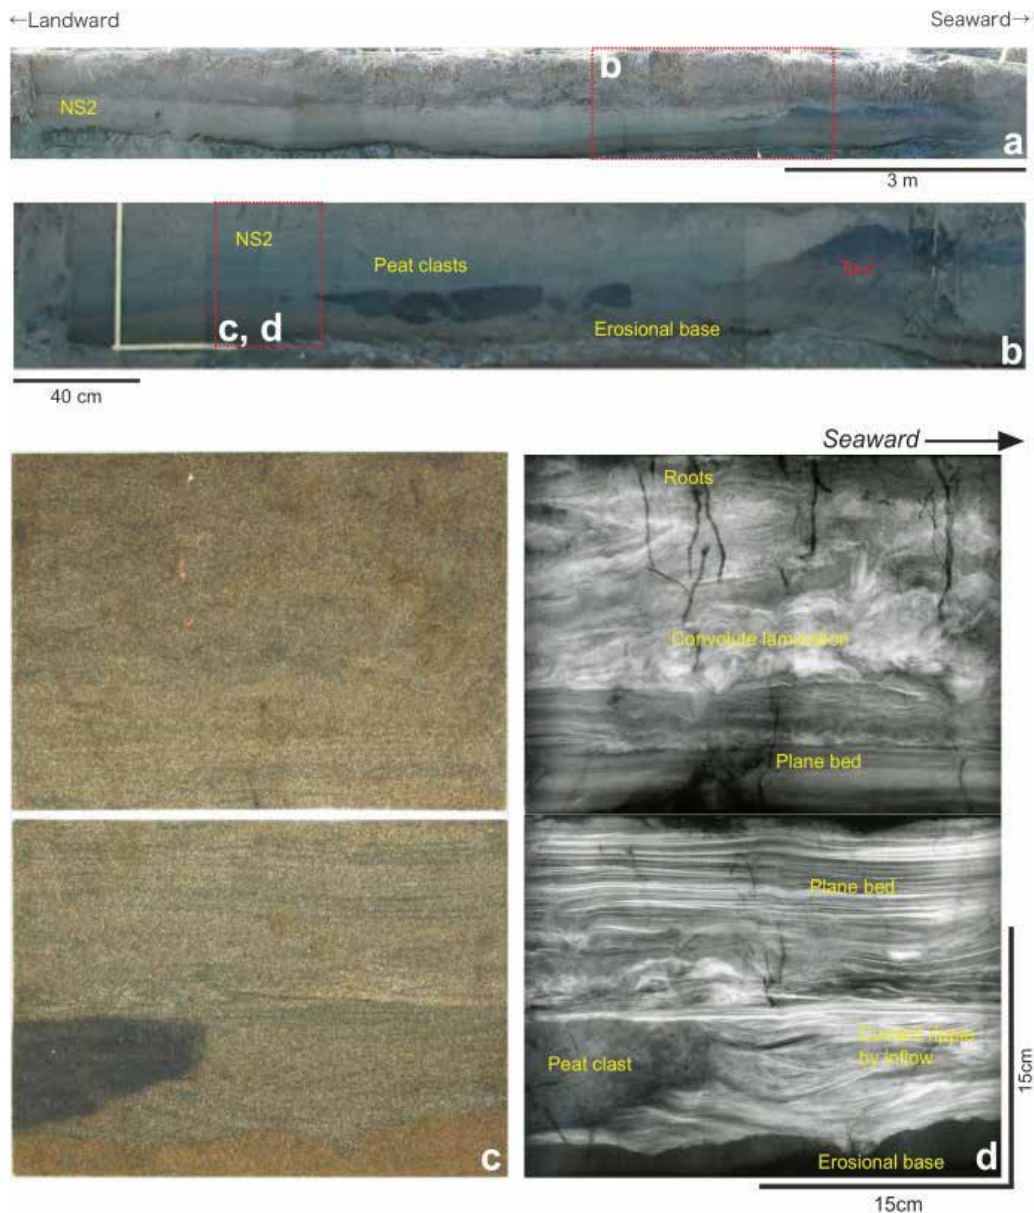 ←Landward
Seaward→
b
NS2
a
3 m
NS2
Peat clasts
c, d
Erosional base
b
40 cm
Seaward
Roots
Convolute lamination
Plane bed
Plane bed
Current ripple
by inflow
Peat clast
Erosional base
c
d
15cm
15cm